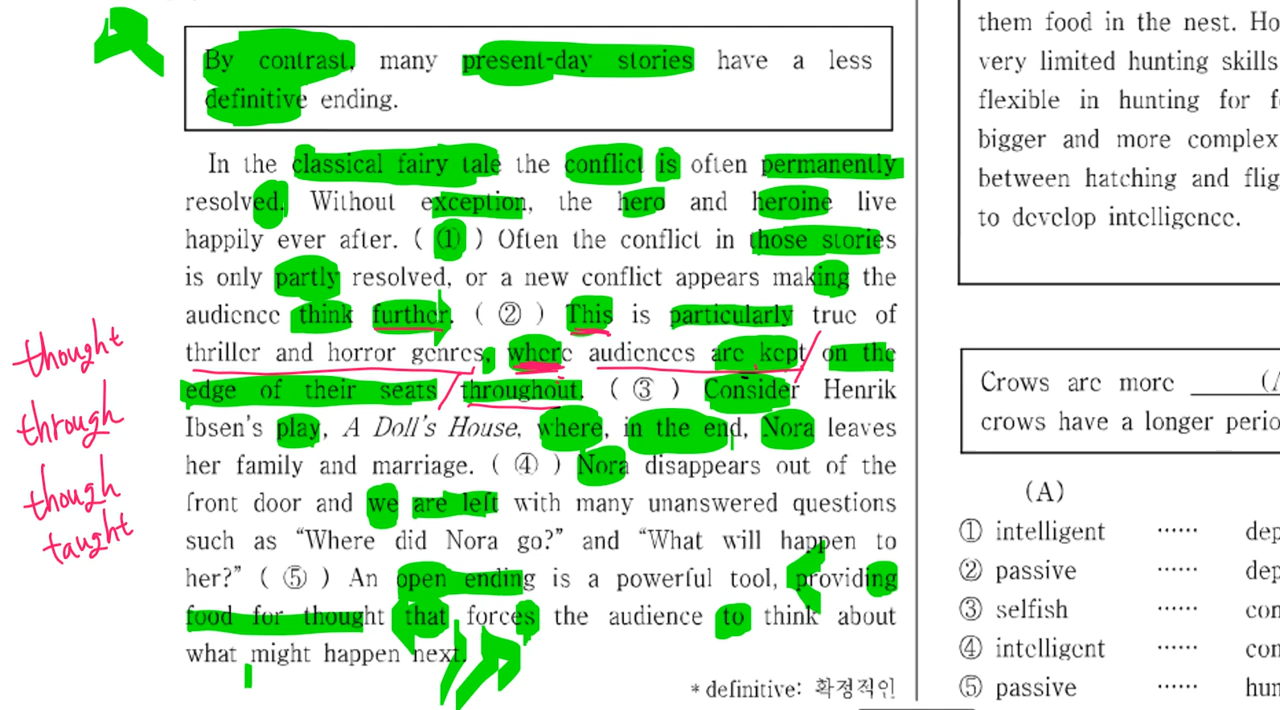 By contrast, many present-day stories have a less
definitive ending.
In the classical fairy tale the conflict is often permanently
resolved. Without exception, the hero and heroine live
happily ever after. ( ① ) Often the conflict in those stories
is only partly resolved, or a new conflict appears making the
audience think further. ( ② ) This is particularly true of
thriller and horror genres, where audiences are kept on the
edge of their seats throughout. ( ③ ) Consider Henrik
Ibsen's play, A Doll's House, where, in the end, Nora leaves
her family and marriage. ( ④ ) Nora disappears out of the
front door and we are left with many unanswered questions
such as “Where did Nora go?” and “What will happen to
her?” ( ⑤ ) An open ending is a powerful tool, providing
food for thought that forces the audience to think about
what might happen next.
* definitive: 확정적인
thought
through
though
taught
them food in the nest. Ho
very limited hunting skills
flexible in hunting for f
bigger and more complex
between hatching and flig
to develop intelligence.
Crows are more (A
crows have a longer perio
(A)
① intelligent ······ dep
② passive ······ dep
③ selfish ······ con
④ intelligent ······ con
⑤ passive ······ hun